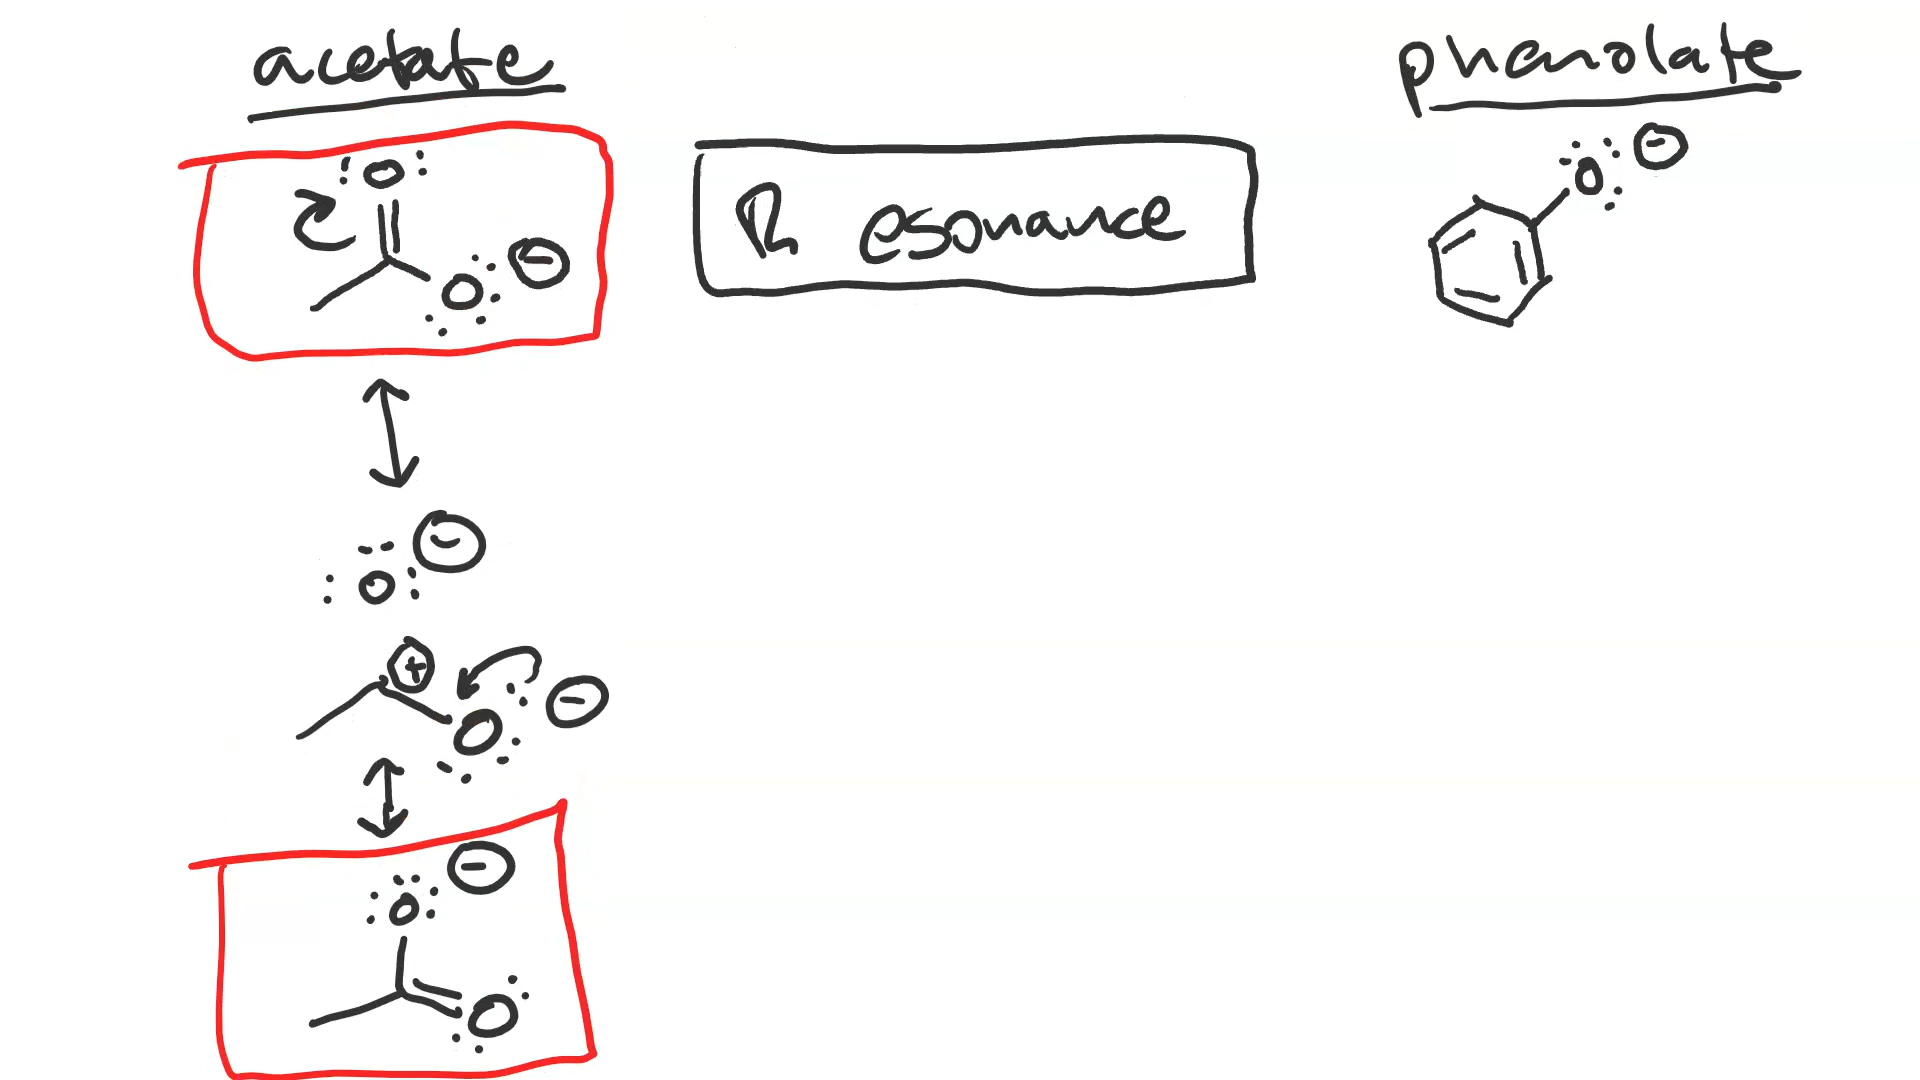 acetate
phenolate
Resonance
:O:
O ⊖
O ⊖
⊖
:O:
⊕
⊖
O
⊖
:O:
O